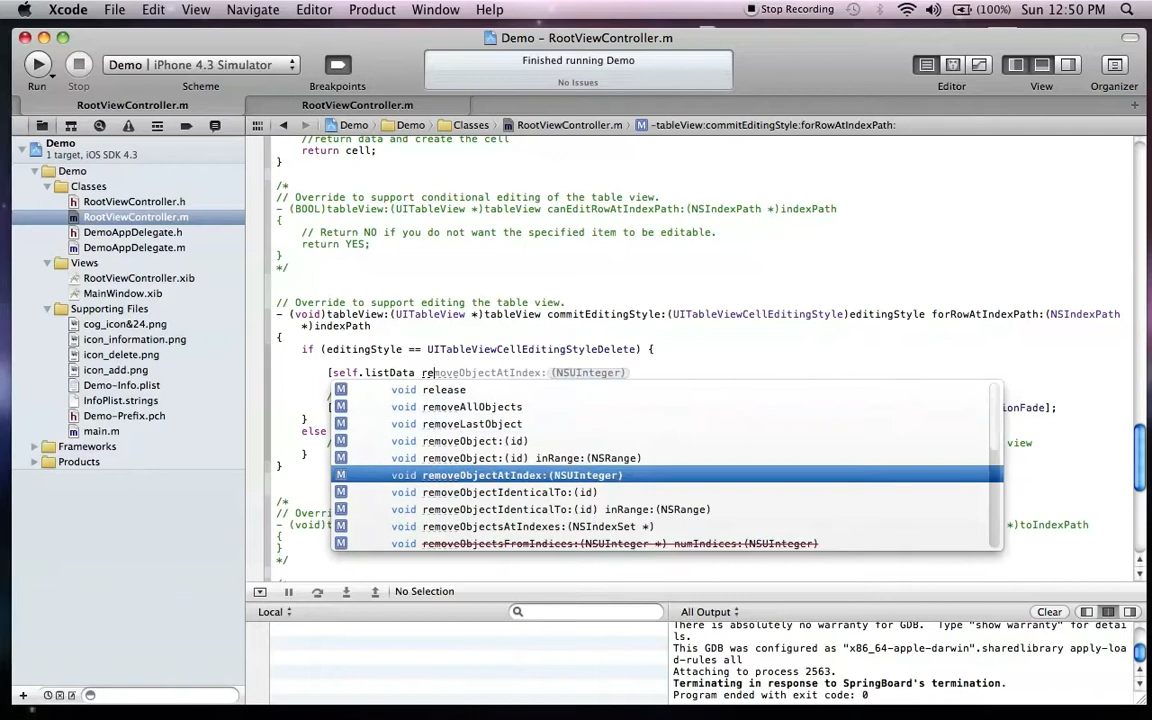 Xcode File Edit View Navigate Editor Product Window Help Stop Recording (100%) Sun 12:50 PM
Demo – RootViewController.m
Demo | iPhone 4.3 Simulator
Finished running Demo
No Issues
Run Stop Scheme Breakpoints Editor View Organizer
RootViewController.m RootViewController.m
Demo Demo Classes RootViewController.m -tableView:commitEditingStyle:forRowAtIndexPath:
Demo
1 target, iOS SDK 4.3
Demo
Classes
RootViewController.h
RootViewController.m
DemoAppDelegate.h
DemoAppDelegate.m
Views
RootViewController.xib
MainWindow.xib
Supporting Files
cog_icon&24.png
icon_information.png
icon_delete.png
icon_add.png
Demo-Info.plist
InfoPlist.strings
Demo-Prefix.pch
main.m
Frameworks
Products
//return data and create the cell
return cell;
}
/*
// Override to support conditional editing of the table view.
- (BOOL)tableView:(UITableView *)tableView canEditRowAtIndexPath:(NSIndexPath *)indexPath
{
// Return NO if you do not want the specified item to be editable.
return YES;
}
*/
// Override to support editing the table view.
- (void)tableView:(UITableView *)tableView commitEditingStyle:(UITableViewCellEditingStyle)editingStyle forRowAtIndexPath:(NSIndexPath
*)indexPath
{
if (editingStyle == UITableViewCellEditingStyleDelete) {
[self.listData removeObjectAtIndex:(NSUInteger)
void release
void removeAllObjects
void removeLastObject
void removeObject:(id)
void removeObject:(id) inRange:(NSRange)
void removeObjectAtIndex:(NSUInteger)
void removeObjectIdenticalTo:(id)
void removeObjectIdenticalTo:(id) inRange:(NSRange)
void removeObjectsAtIndexes:(NSIndexSet *)
void removeObjectsFromIndices:(NSUInteger *) numIndices:(NSUInteger)
/
[ ionFade];
}
else
/ view
}
}
/*
// Overri
- (void)t *)toIndexPath
{
}
*/
No Selection
Local
All Output Clear
There is absolutely no warranty for GDB. Type "show warranty" for detai
ls.
This GDB was configured as "x86_64-apple-darwin".sharedlibrary apply-loa
d-rules all
Attaching to process 2563.
Terminating in response to SpringBoard's termination.
Program ended with exit code: 0